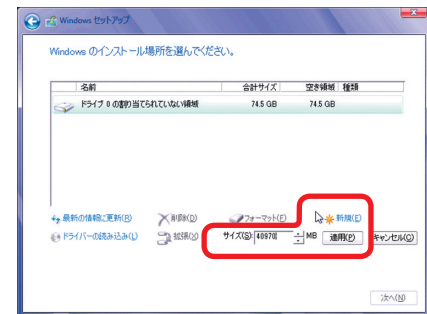 Windows セットアップ
Windows のインストール場所を選んでください。
名前 合計サイズ 空き領域 種類
ドライブ 0 の割り当てられていない領域 74.5 GB 74.5 GB
最新の情報に更新(R) 削除(D) フォーマット(F) 新規(E)
ドライバーの読み込み(L) 拡張(X) サイズ(S): 40970 MB 適用(P) キャンセル(C)
次へ(N)